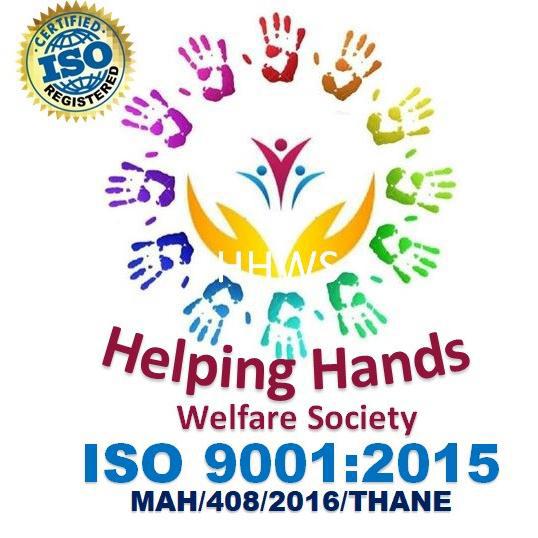 CERTIFIED
ISO
REGISTERED
HHWS
Helping Hands
Welfare Society
ISO 9001:2015
MAH/408/2016/THANE